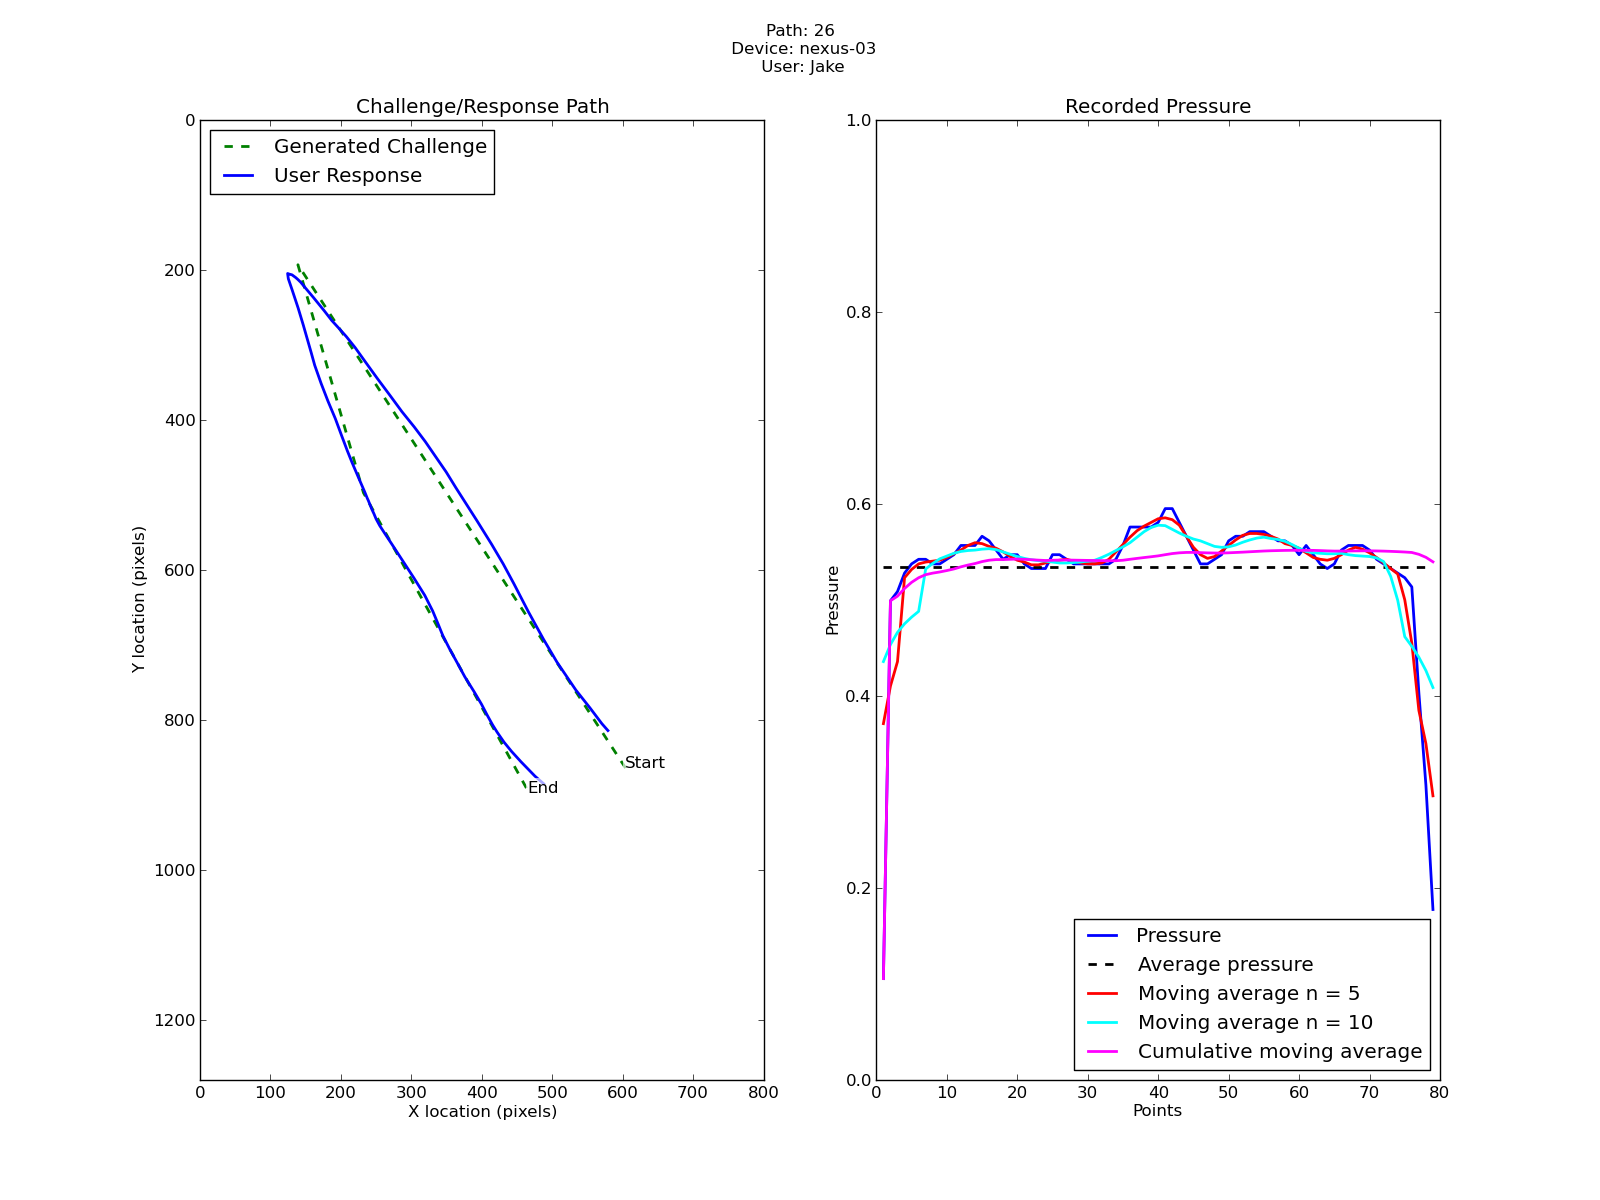 Path: 26
Device: nexus-03
User: Jake
Challenge/Response Path
Generated Challenge
User Response
0
200
400
600
800
1000
1200
Y location (pixels)
Start
End
0 100 200 300 400 500 600 700 800
X location (pixels)
Recorded Pressure
1.0
0.8
0.6
0.4
0.2
0.0
Pressure
Pressure
Average pressure
Moving average n = 5
Moving average n = 10
Cumulative moving average
0 10 20 30 40 50 60 70 80
Points